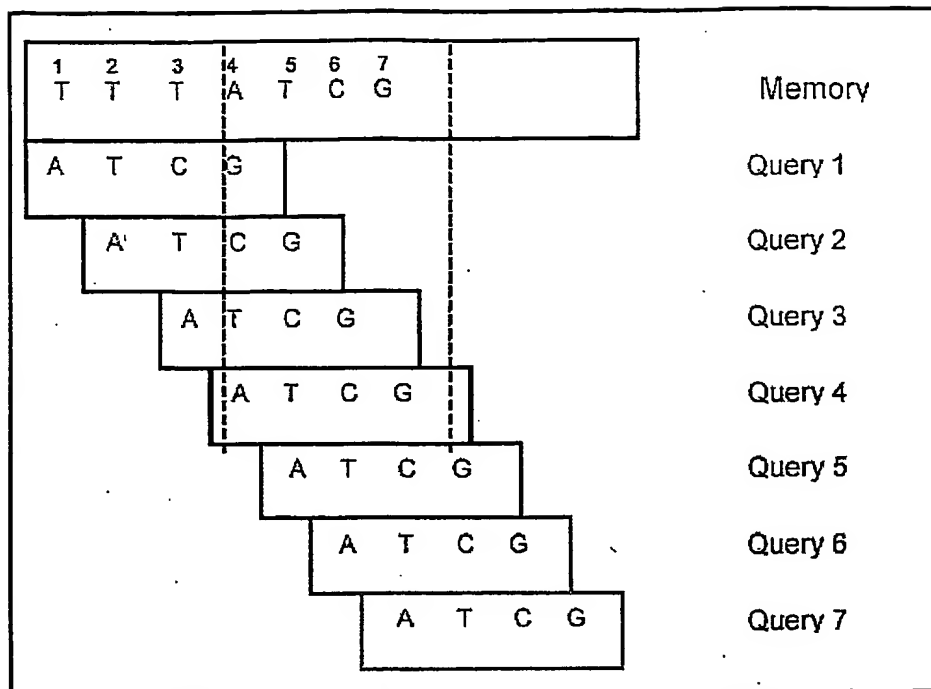 1 2 3 4 5 6 7
T T T A T C G Memory
A T C G Query 1
A T C G Query 2
A T C G Query 3
A T C G Query 4
A T C G Query 5
A T C G Query 6
A T C G Query 7